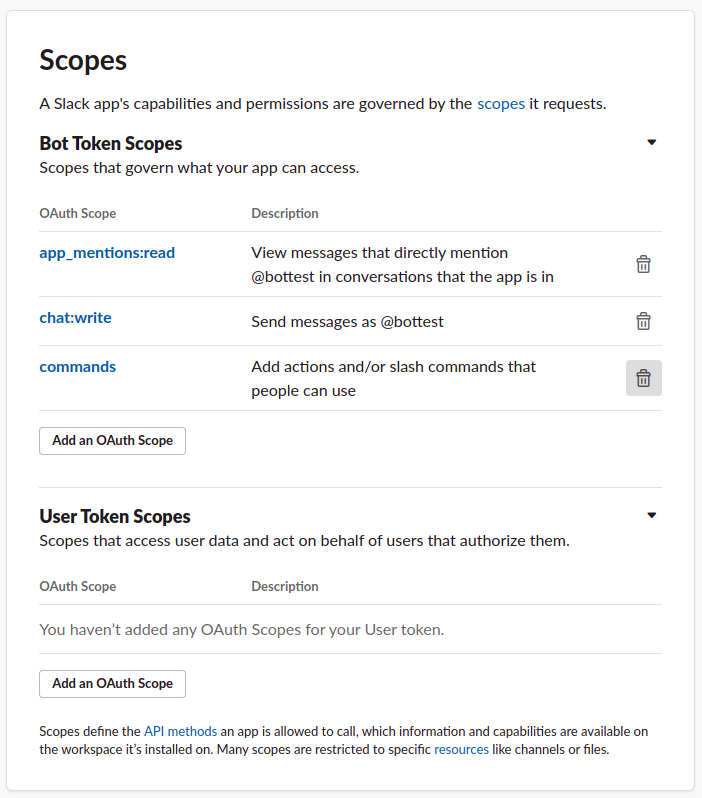 Scopes
A Slack app's capabilities and permissions are governed by the scopes it requests.
Bot Token Scopes
Scopes that govern what your app can access.
OAuth Scope Description
app_mentions:read View messages that directly mention
@bottest in conversations that the app is in
chat:write Send messages as @bottest
commands Add actions and/or slash commands that
people can use
Add an OAuth Scope
User Token Scopes
Scopes that access user data and act on behalf of users that authorize them.
OAuth Scope Description
You haven’t added any OAuth Scopes for your User token.
Add an OAuth Scope
Scopes define the API methods an app is allowed to call, which information and capabilities are available on
the workspace it’s installed on. Many scopes are restricted to specific resources like channels or files.